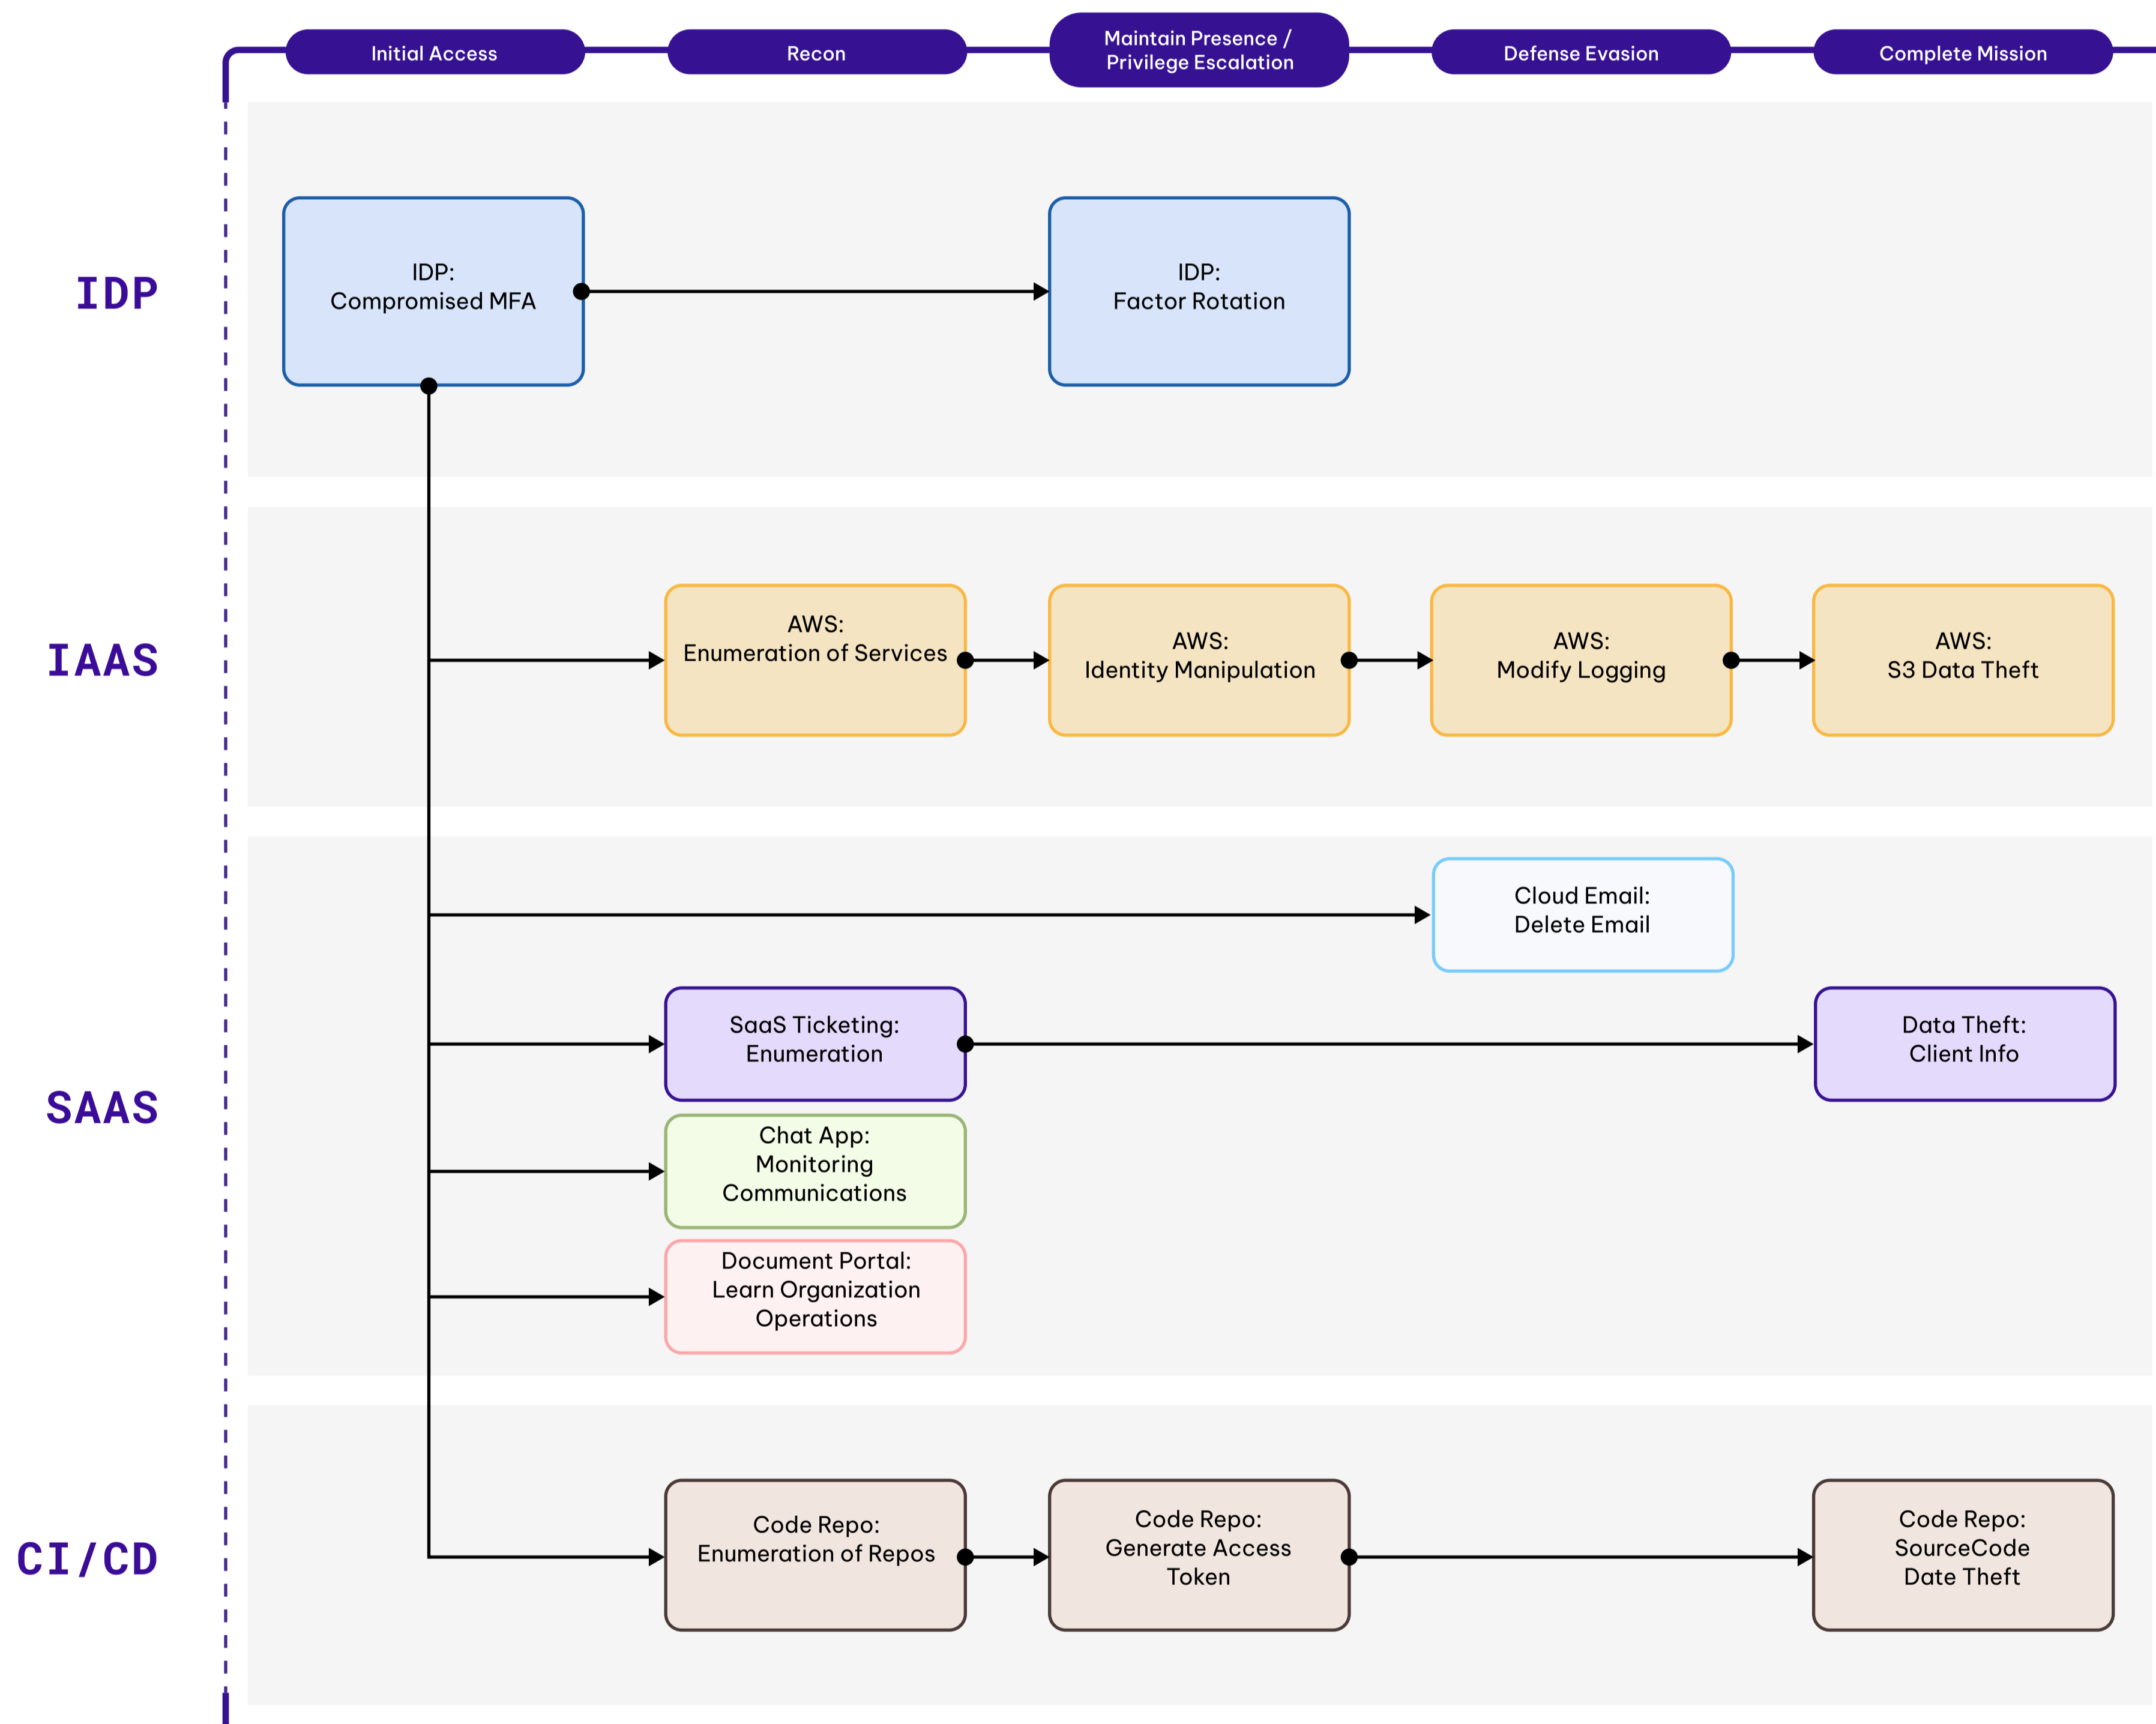 Initial Access
Recon
Maintain Presence /
Privilege Escalation
Defense Evasion
Complete Mission
IDP
IDP:
Compromised MFA
IDP:
Factor Rotation
IAAS
AWS:
Enumeration of Services
AWS:
Identity Manipulation
AWS:
Modify Logging
AWS:
S3 Data Theft
SAAS
Cloud Email:
Delete Email
SaaS Ticketing:
Enumeration
Data Theft:
Client Info
Chat App:
Monitoring
Communications
Document Portal:
Learn Organization
Operations
CI/CD
Code Repo:
Enumeration of Repos
Code Repo:
Generate Access
Token
Code Repo:
SourceCode
Date Theft